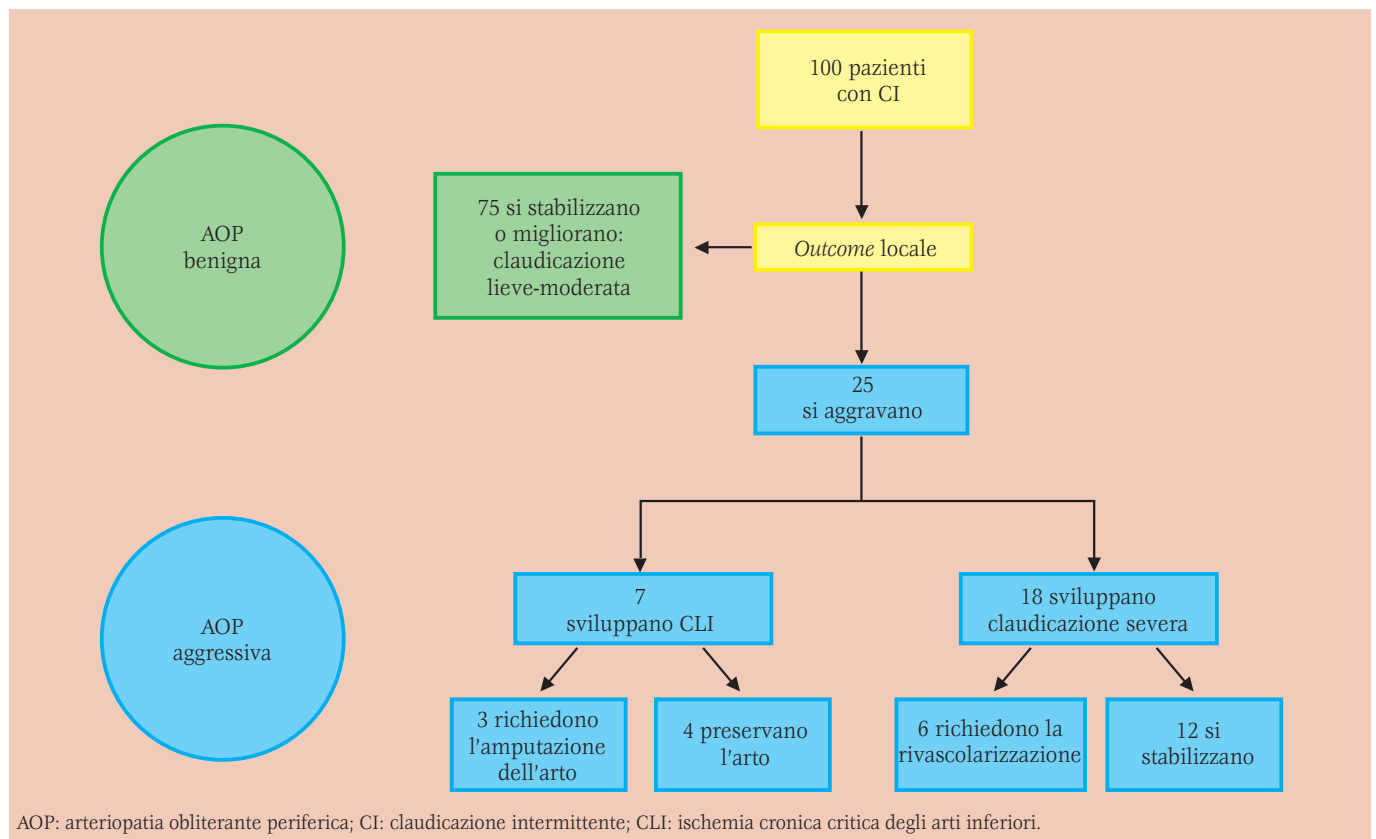 100 pazienti
con CI
AOP
benigna
75 si stabilizzano
o migliorano:
claudicazione
lieve-moderata
Outcome locale
25
si aggravano
AOP
aggressiva
7
sviluppano CLI
18 sviluppano
claudicazione severa
3 richiedono
l'amputazione
dell'arto
4 preservano
l'arto
6 richiedono la
rivascolarizzazione
12 si
stabilizzano
AOP: arteriopatia obliterante periferica; CI: claudicazione intermittente; CLI: ischemia cronica critica degli arti inferiori.